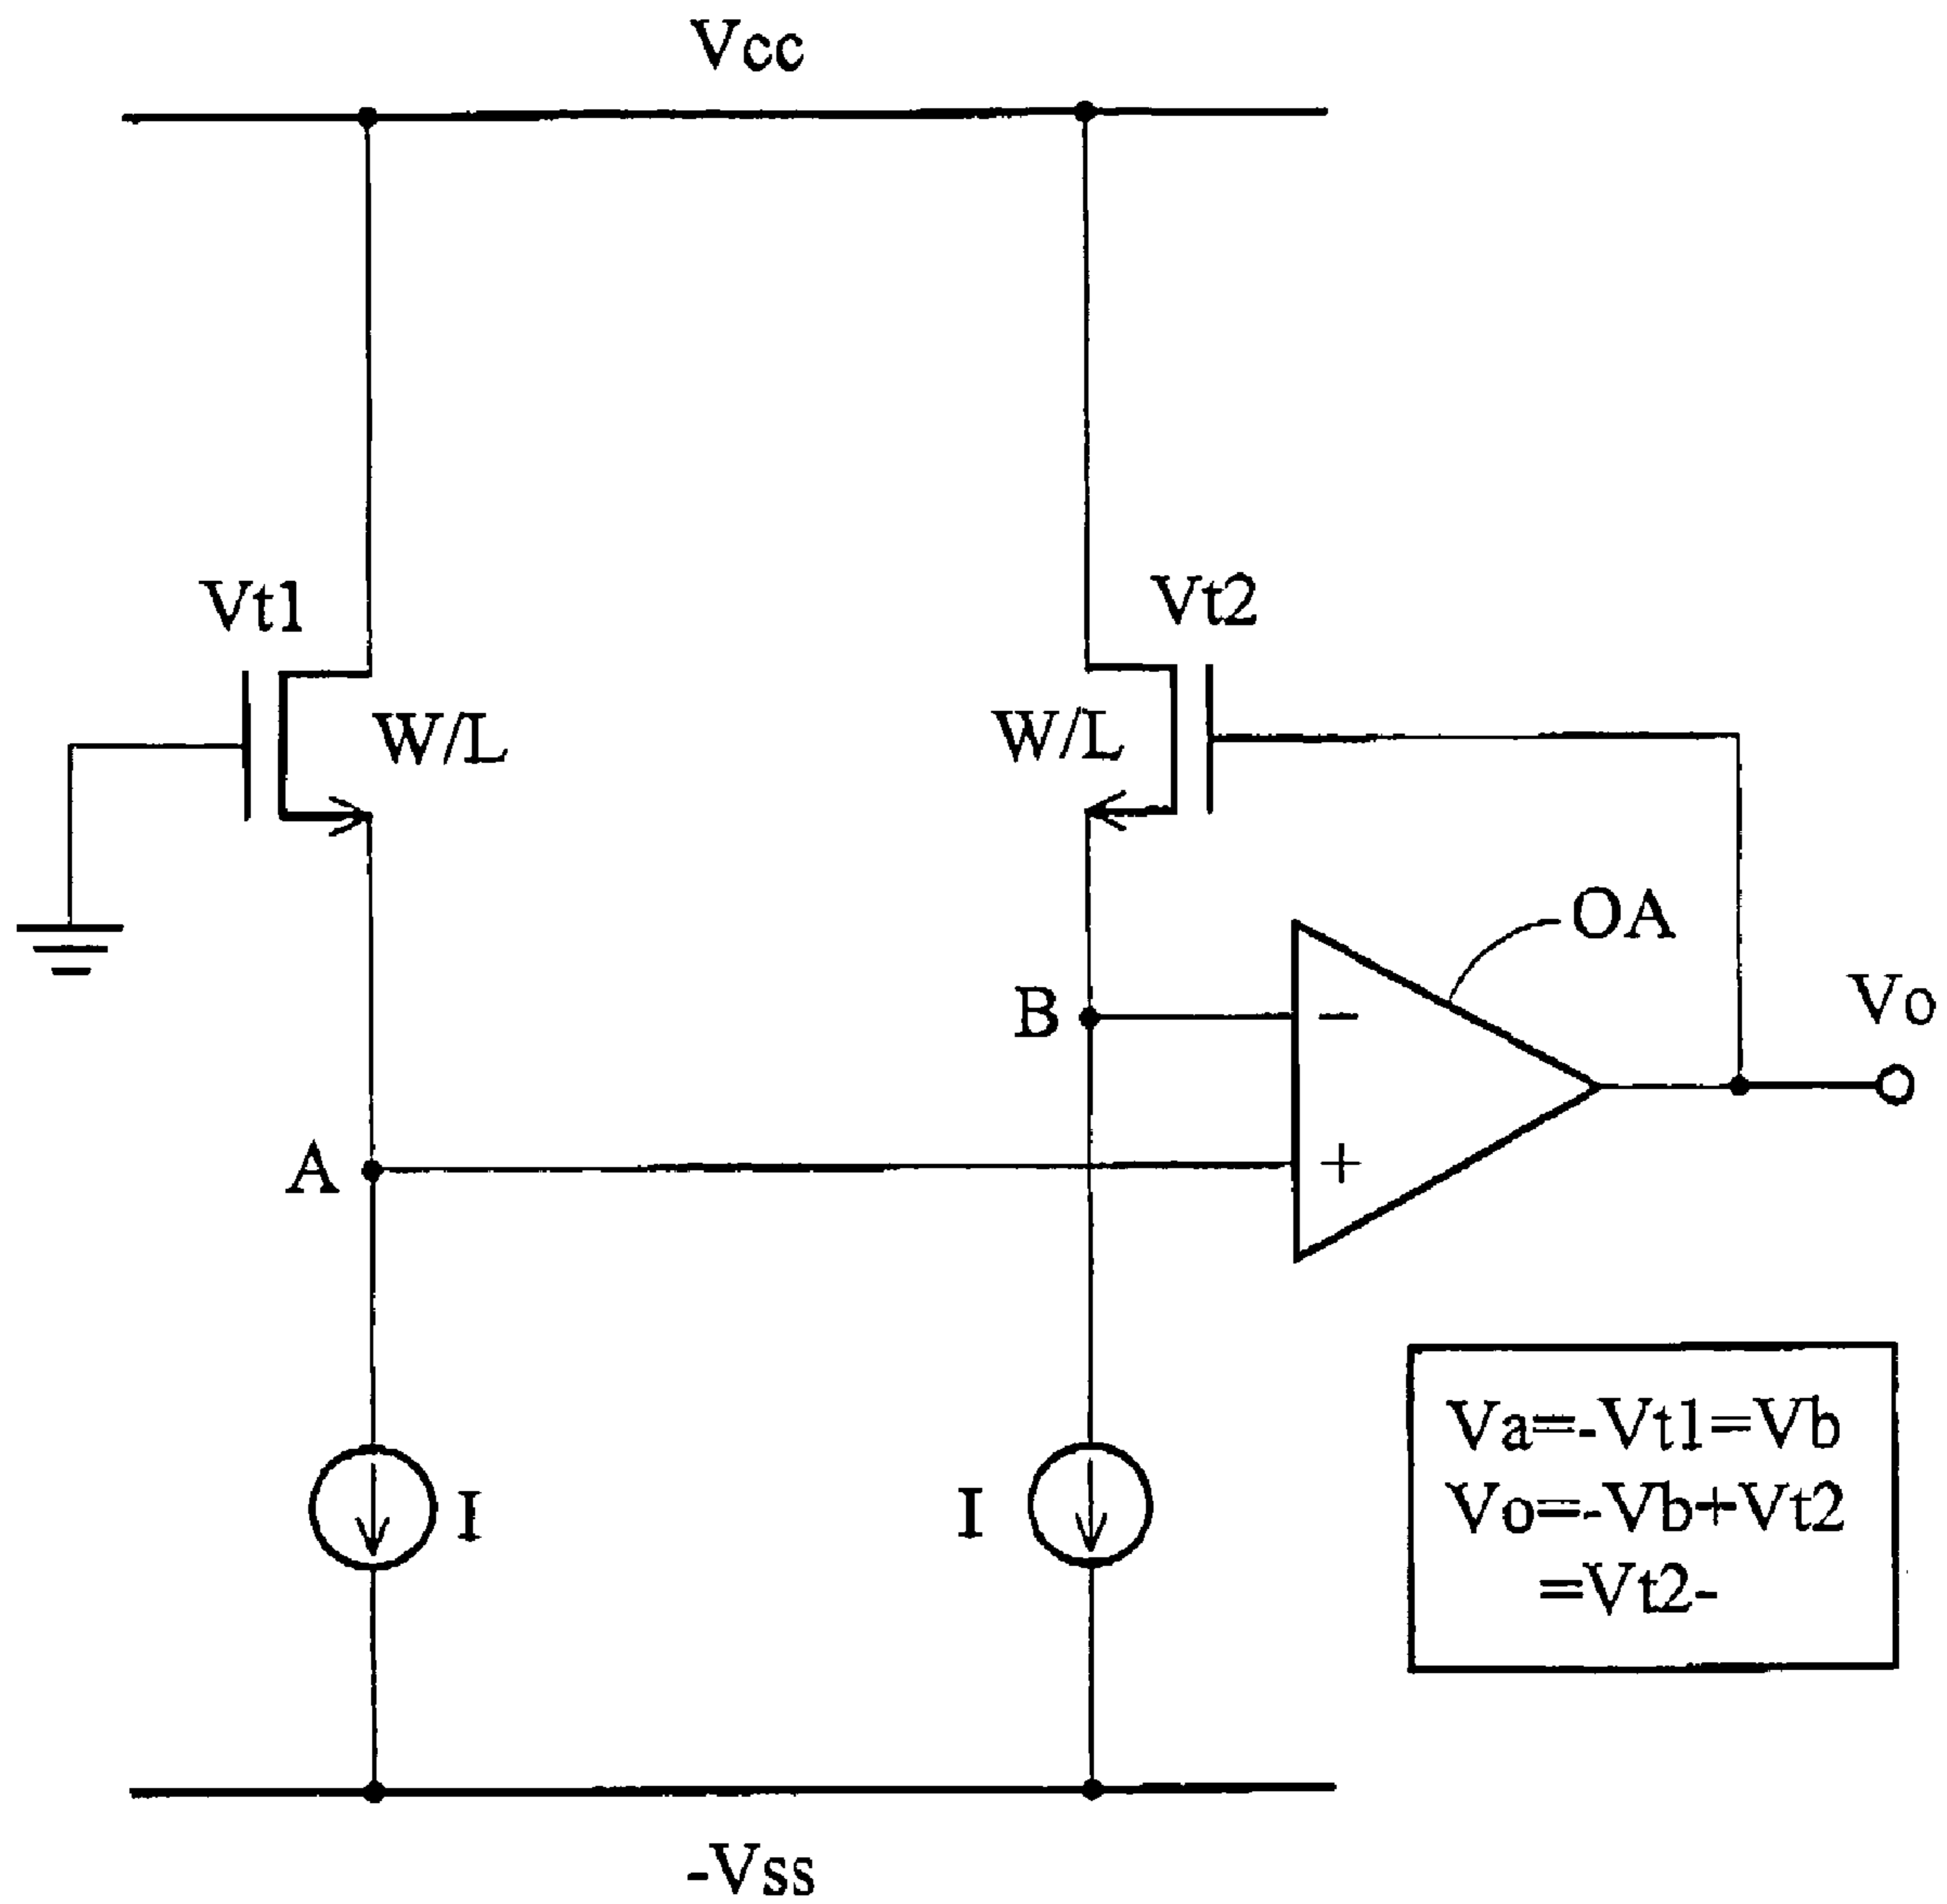 Vcc
Vt1
Vt2
W/L
W/L
OA
B
−
Vo
A
+
I
I
Va=-Vt1=Vb
Vo=-Vb+Vt2
=Vt2-
-Vss